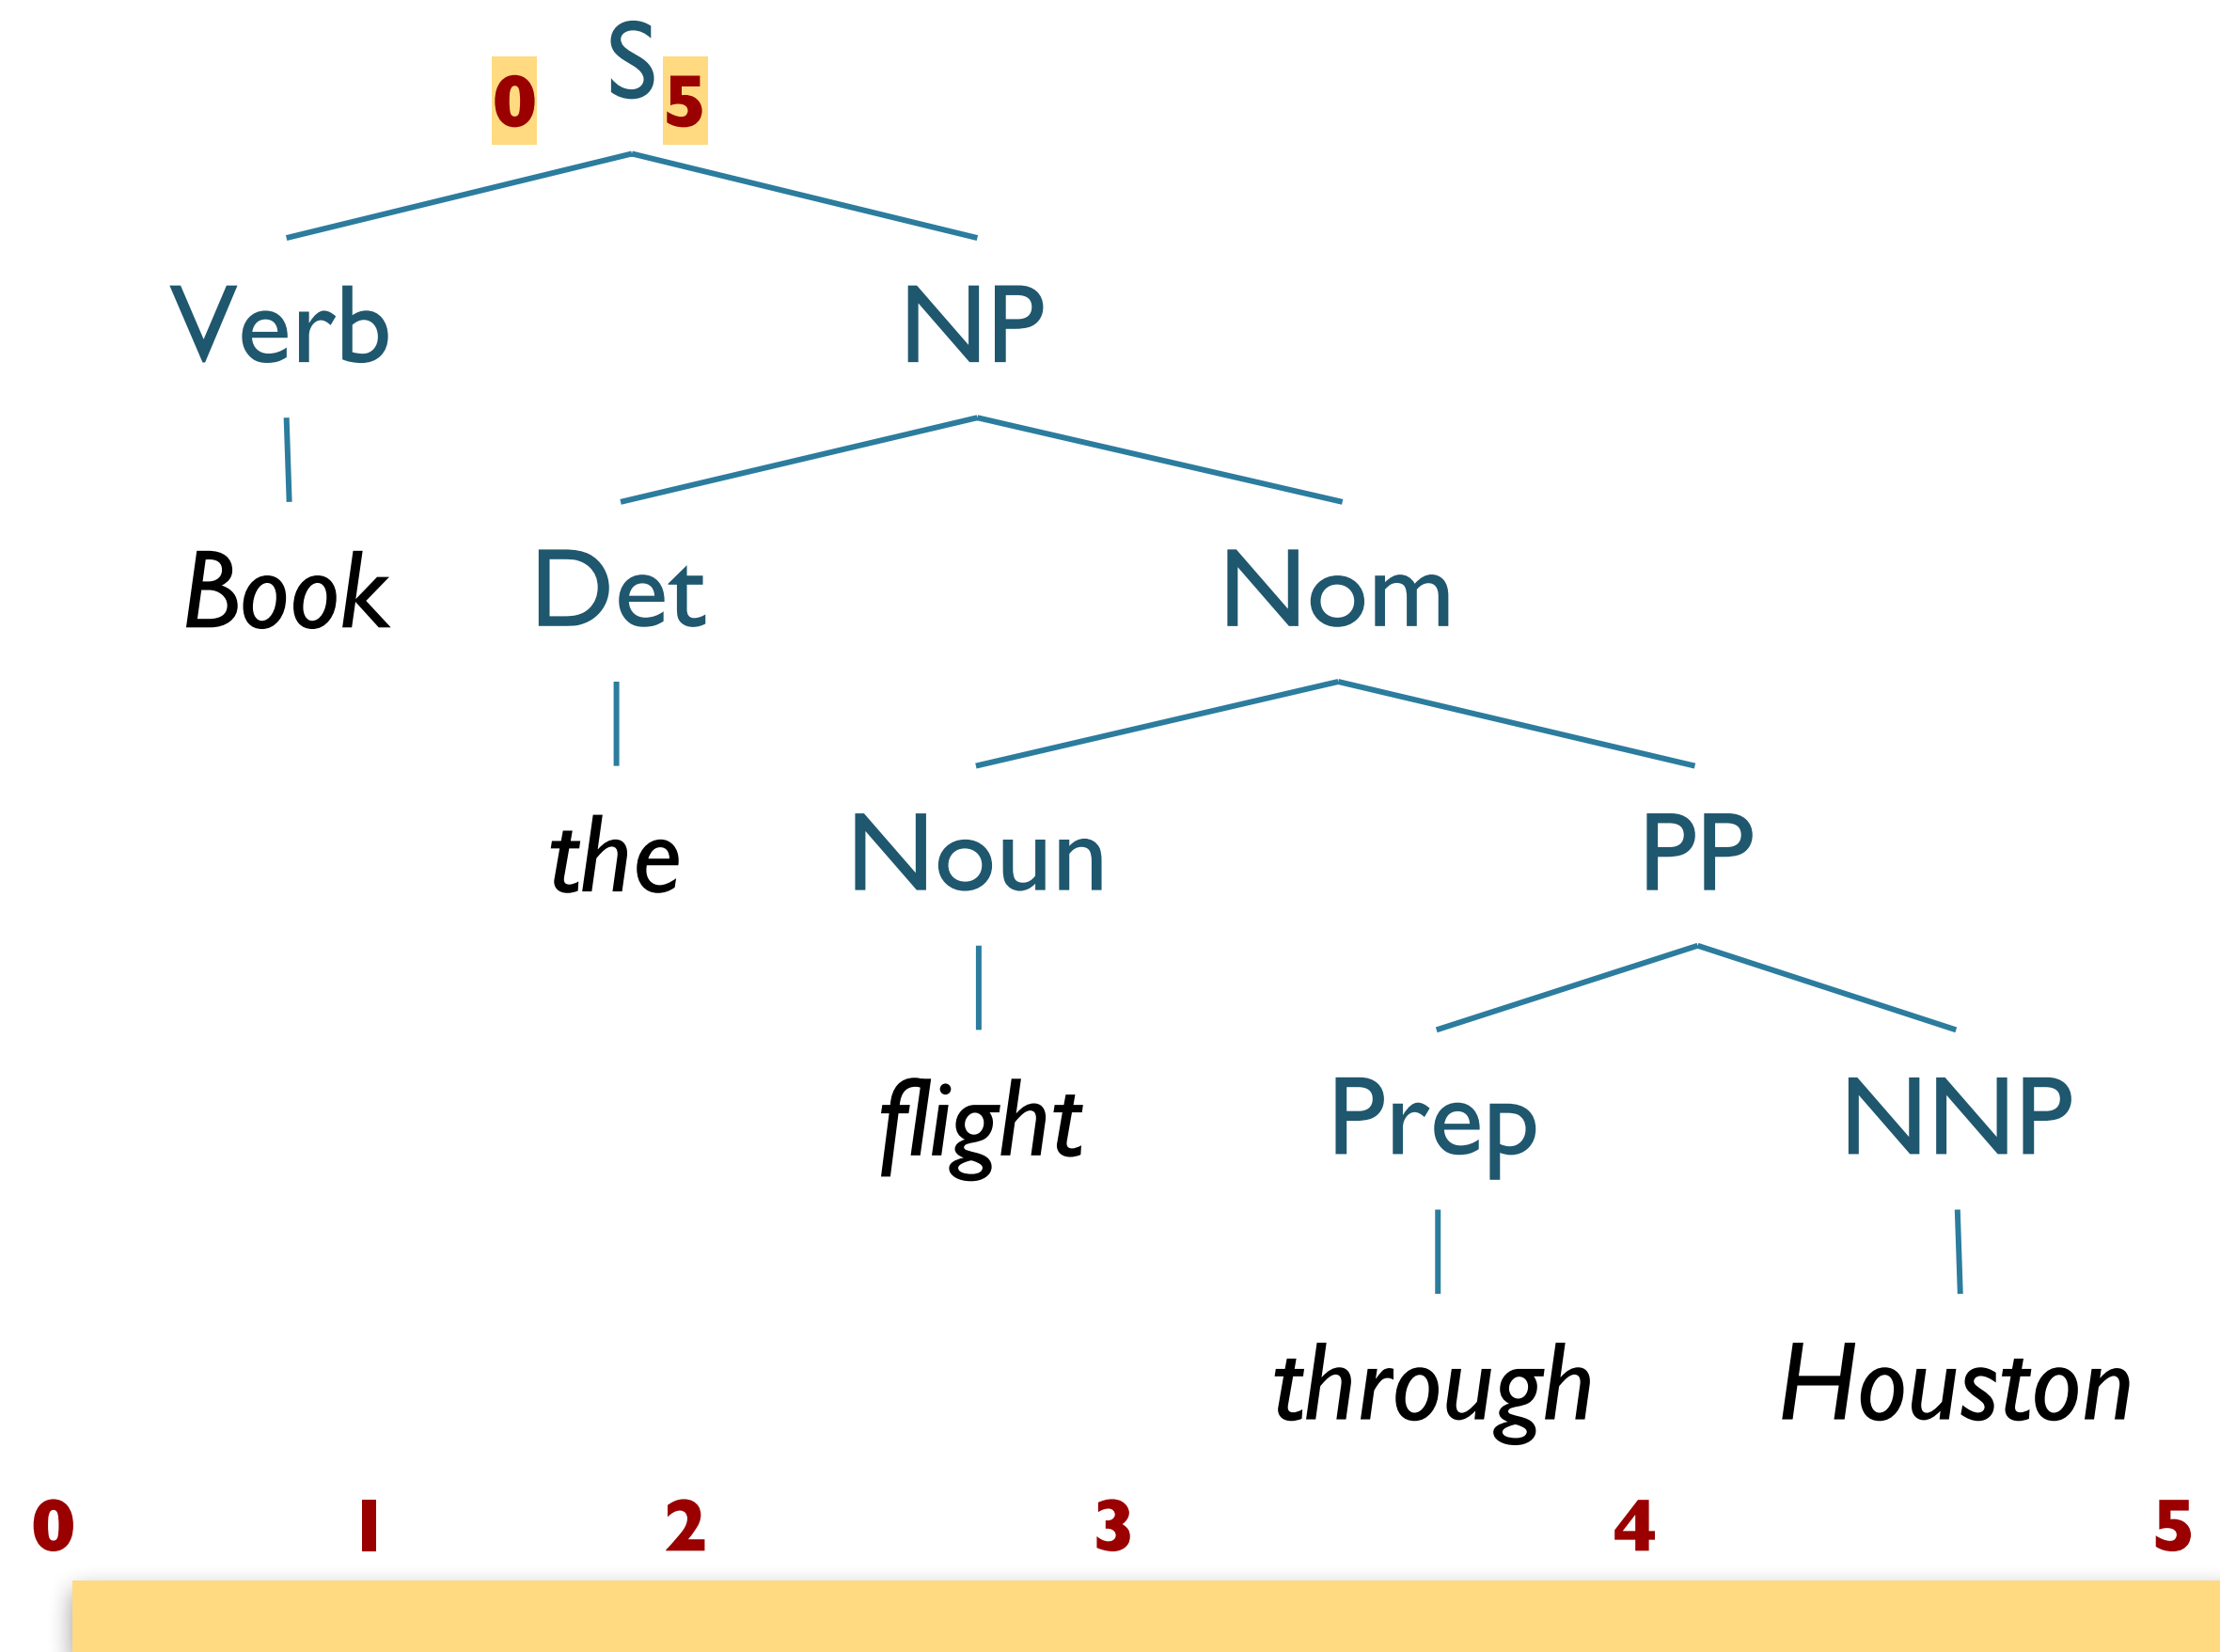 0 S 5
Verb NP
Book Det Nom
the Noun PP
flight Prep NNP
through Houston
0 1 2 3 4 5